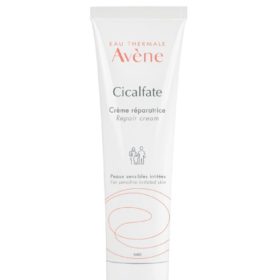 EAU THERMALE
Avène
Cicalfate
Crème réparatrice
Repair cream
Peaux sensibles irritées
For sensitive irritated skin